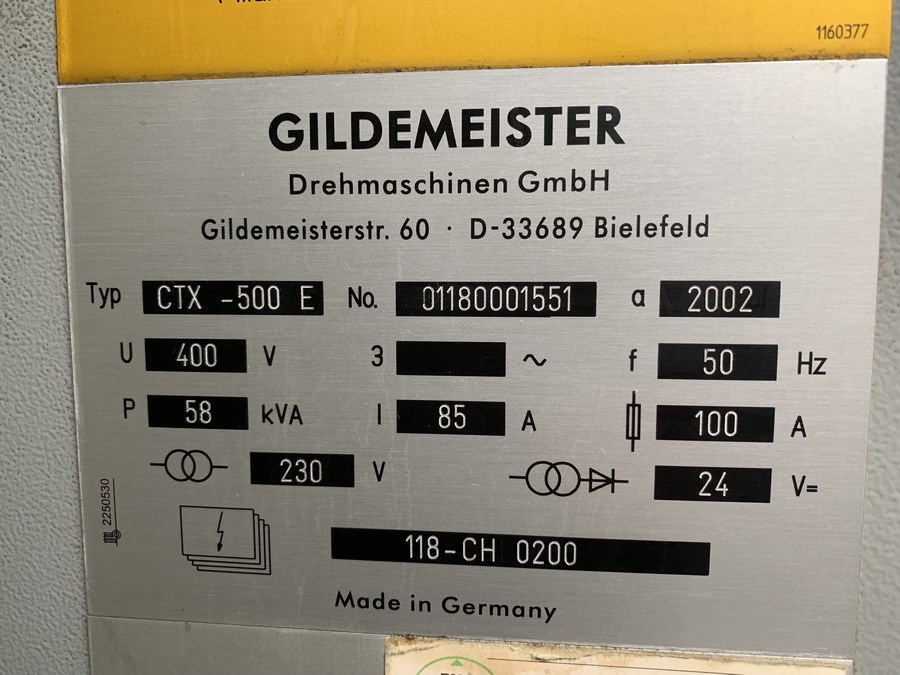 1160377
GILDEMEISTER
Drehmaschinen GmbH
Gildemeisterstr. 60 · D-33689 Bielefeld
Typ CTX -500 E No. 01180001551 a 2002
U 400 V 3 ~ f 50 Hz
P 58 kVA I 85 A 100 A
230 V 24 V=
2250530
118-CH 0200
Made in Germany